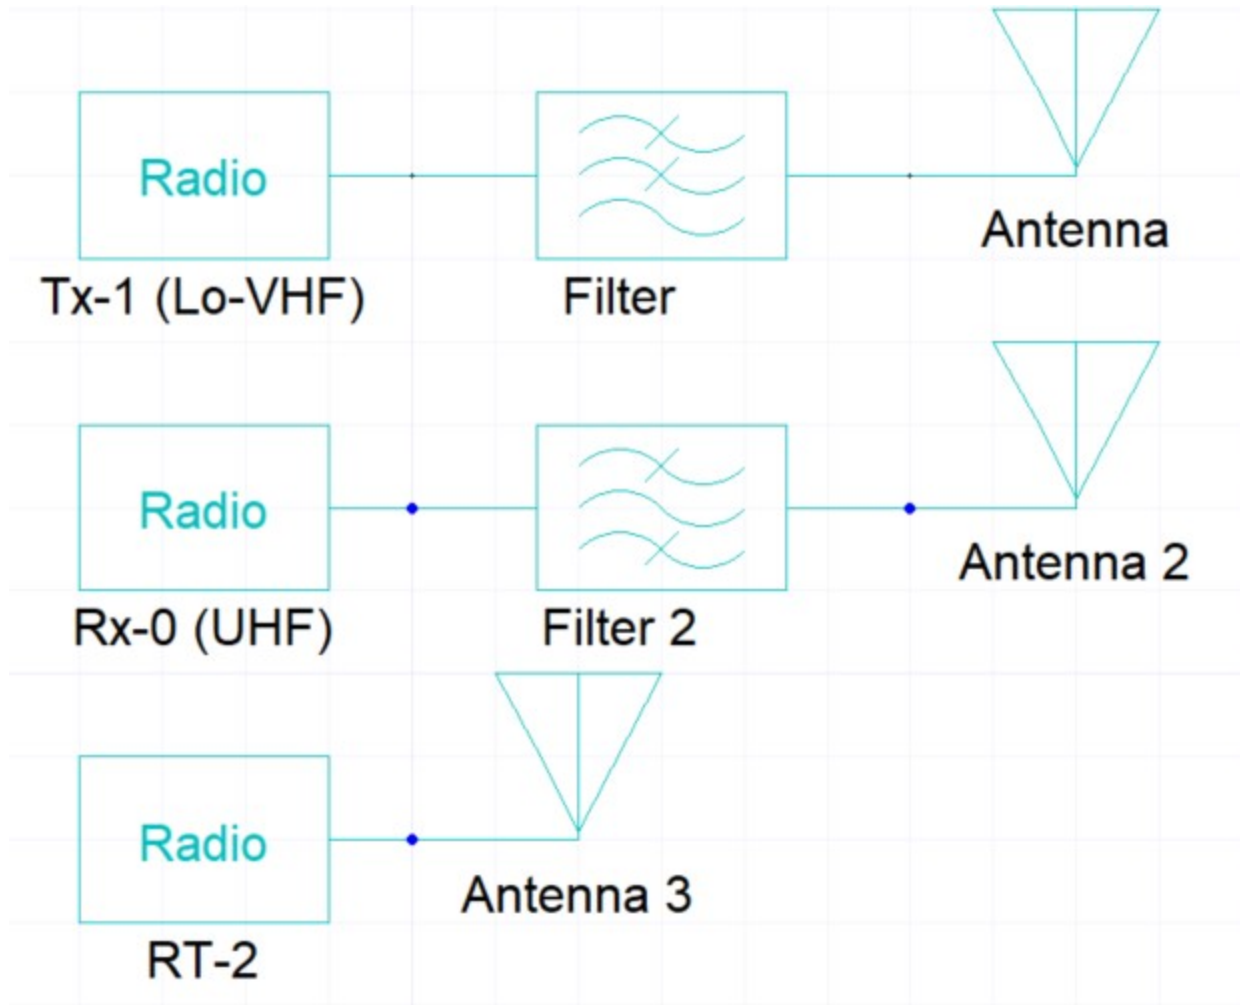 Radio
Tx-1 (Lo-VHF)
Filter
Antenna
Radio
Rx-0 (UHF)
Filter 2
Antenna 2
Radio
RT-2
Antenna 3